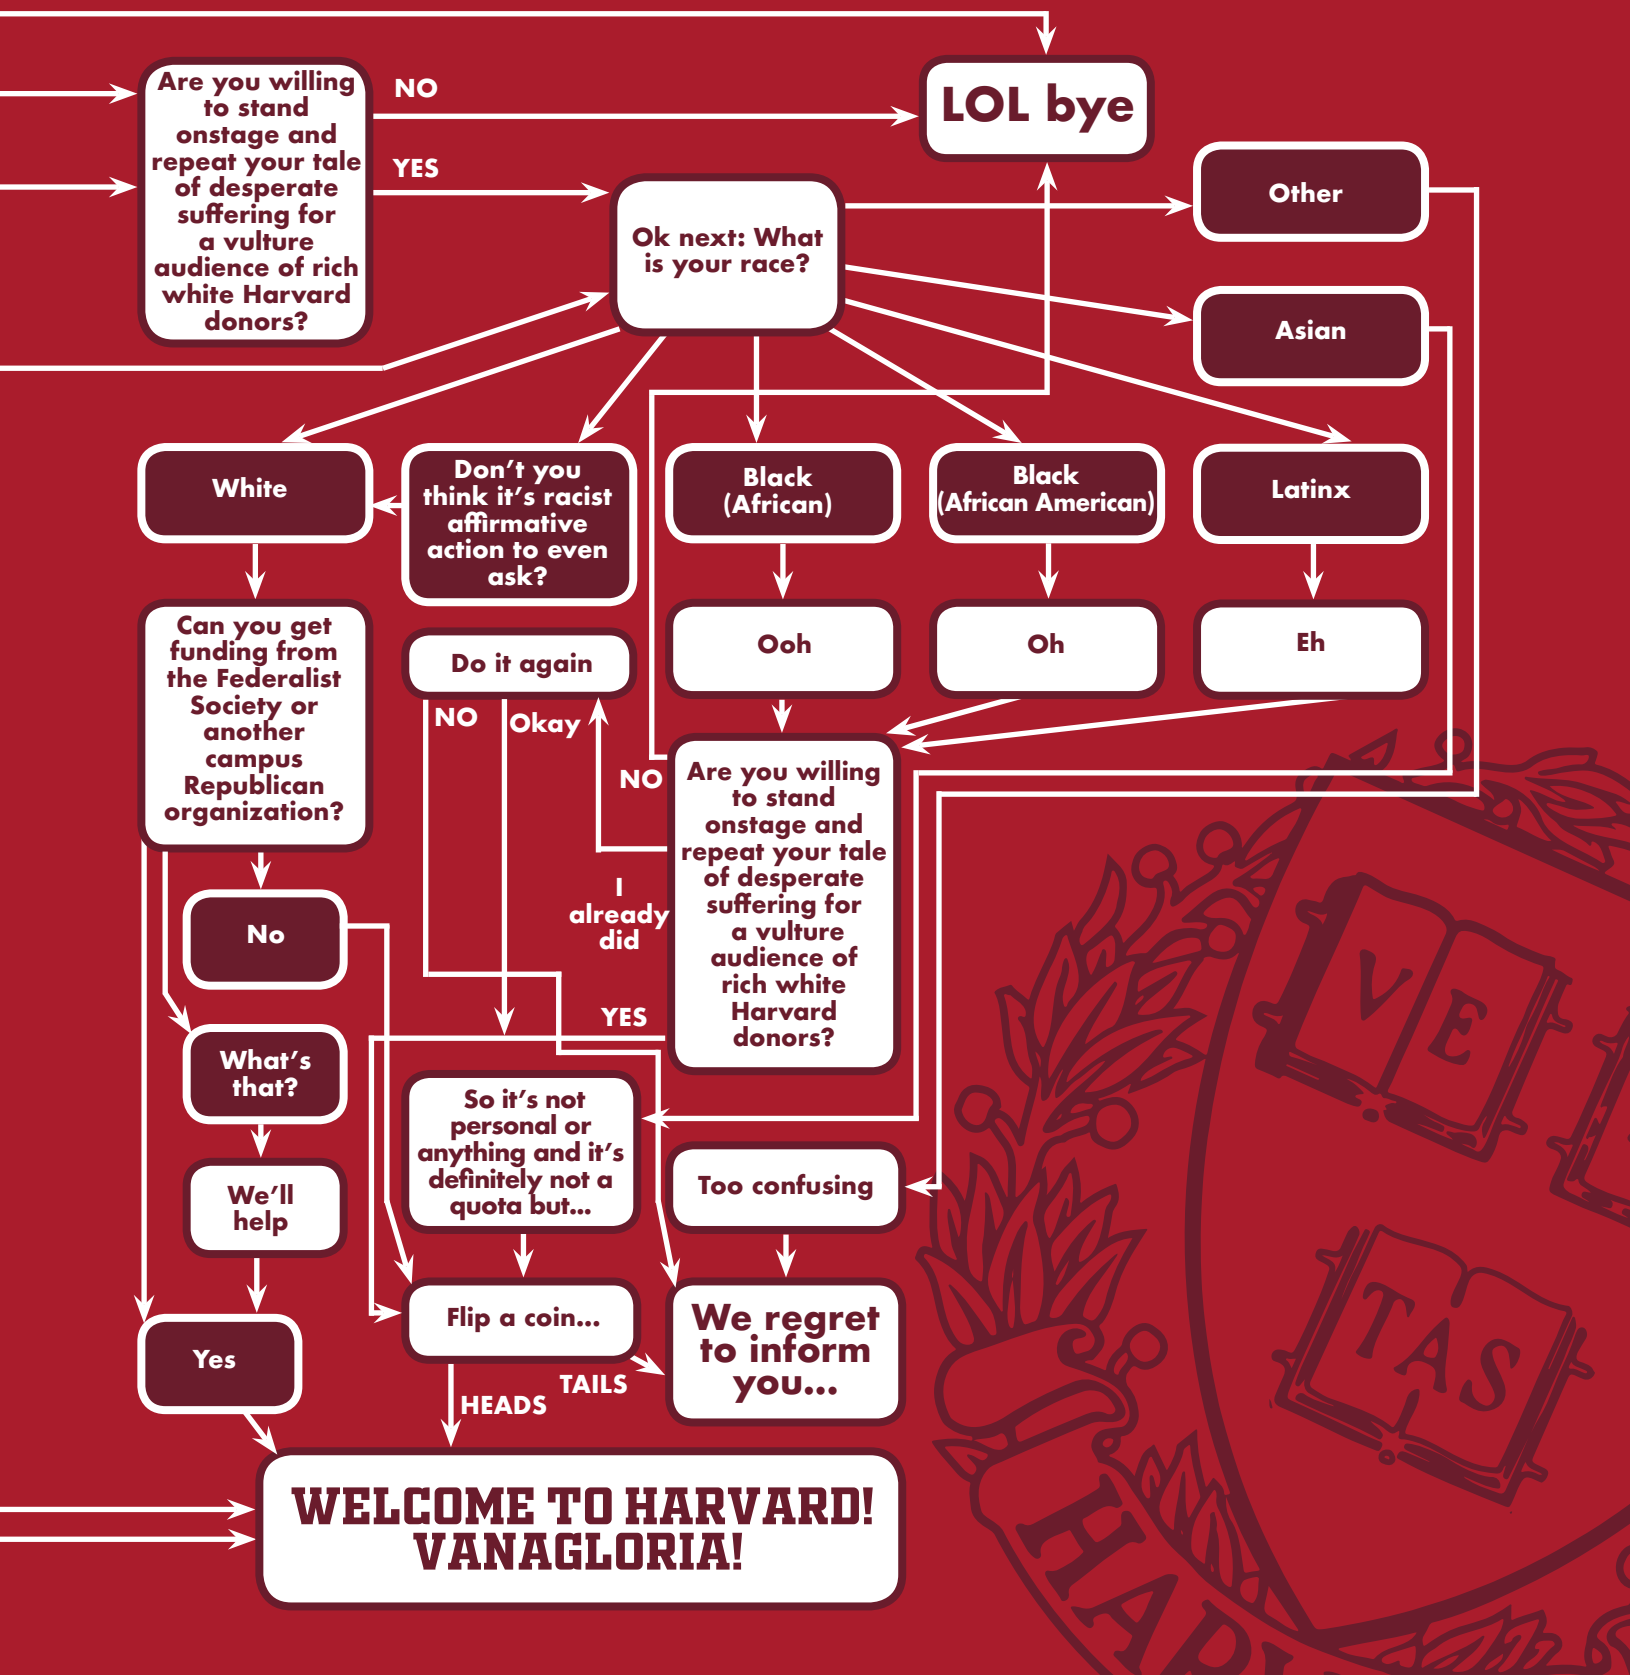 Are you willing
to stand
onstage and
repeat your tale
of desperate
suffering for
a vulture
audience of rich
white Harvard
donors?
NO
YES
LOL bye
Ok next: What
is your race?
Other
Asian
White
Don’t you
think it’s racist
affirmative
action to even
ask?
Black
(African)
Black
(African American)
Latinx
Can you get
funding from
the Federalist
Society or
another
campus
Republican
organization?
Do it again
Ooh
Oh
Eh
NO
Okay
NO
I
already
did
YES
Are you willing
to stand
onstage and
repeat your tale
of desperate
suffering for
a vulture
audience of
rich white
Harvard
donors?
No
What’s
that?
We’ll
help
Yes
So it’s not
personal or
anything and it’s
definitely not a
quota but...
Too confusing
Flip a coin...
We regret
to inform
you...
HEADS
TAILS
WELCOME TO HARVARD!
VANAGLORIA!
VE
TAS
HARV